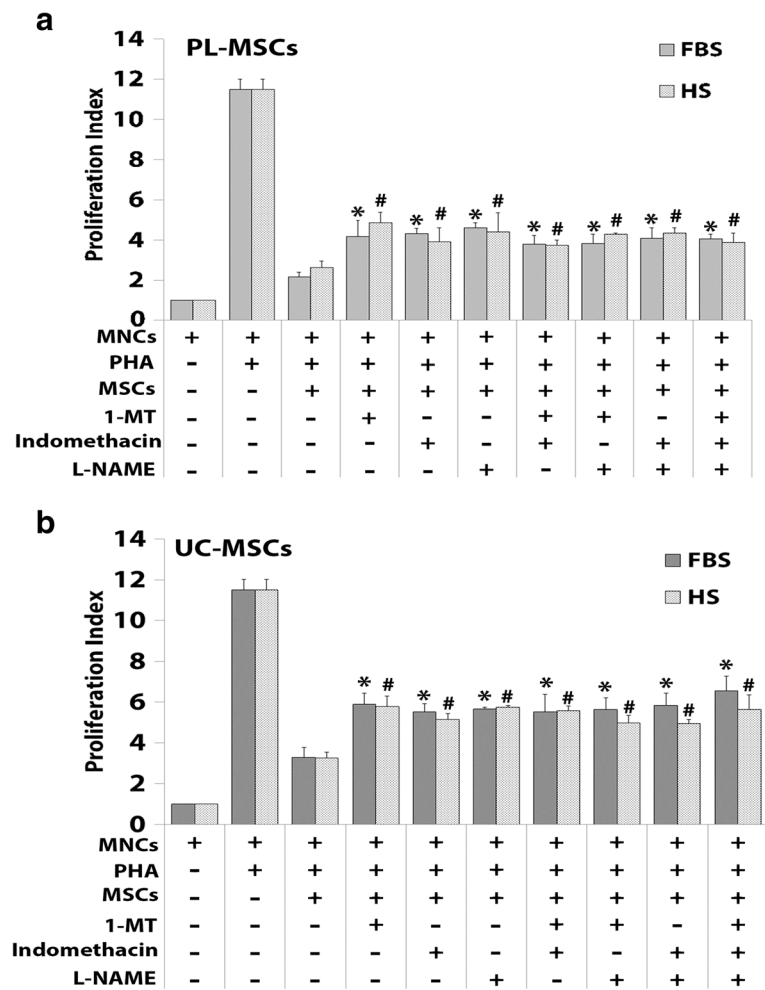 a
PL-MSCs
FBS
HS
Proliferation Index
14
12
10
8
6
4
2
0
* # * # * # * # * # * # * #
MNCs + + + + + + + + + +
PHA - + + + + + + + + +
MSCs - - + + + + + + + +
1-MT - - - + - - + + - +
Indomethacin - - - - + - + - + +
L-NAME - - - - - + - + + +
b
UC-MSCs
FBS
HS
Proliferation Index
14
12
10
8
6
4
2
0
* # * # * # * # * # * # * #
MNCs + + + + + + + + + +
PHA - + + + + + + + + +
MSCs - - + + + + + + + +
1-MT - - - + - - + + - +
Indomethacin - - - - + - + - + +
L-NAME - - - - - + - + + +